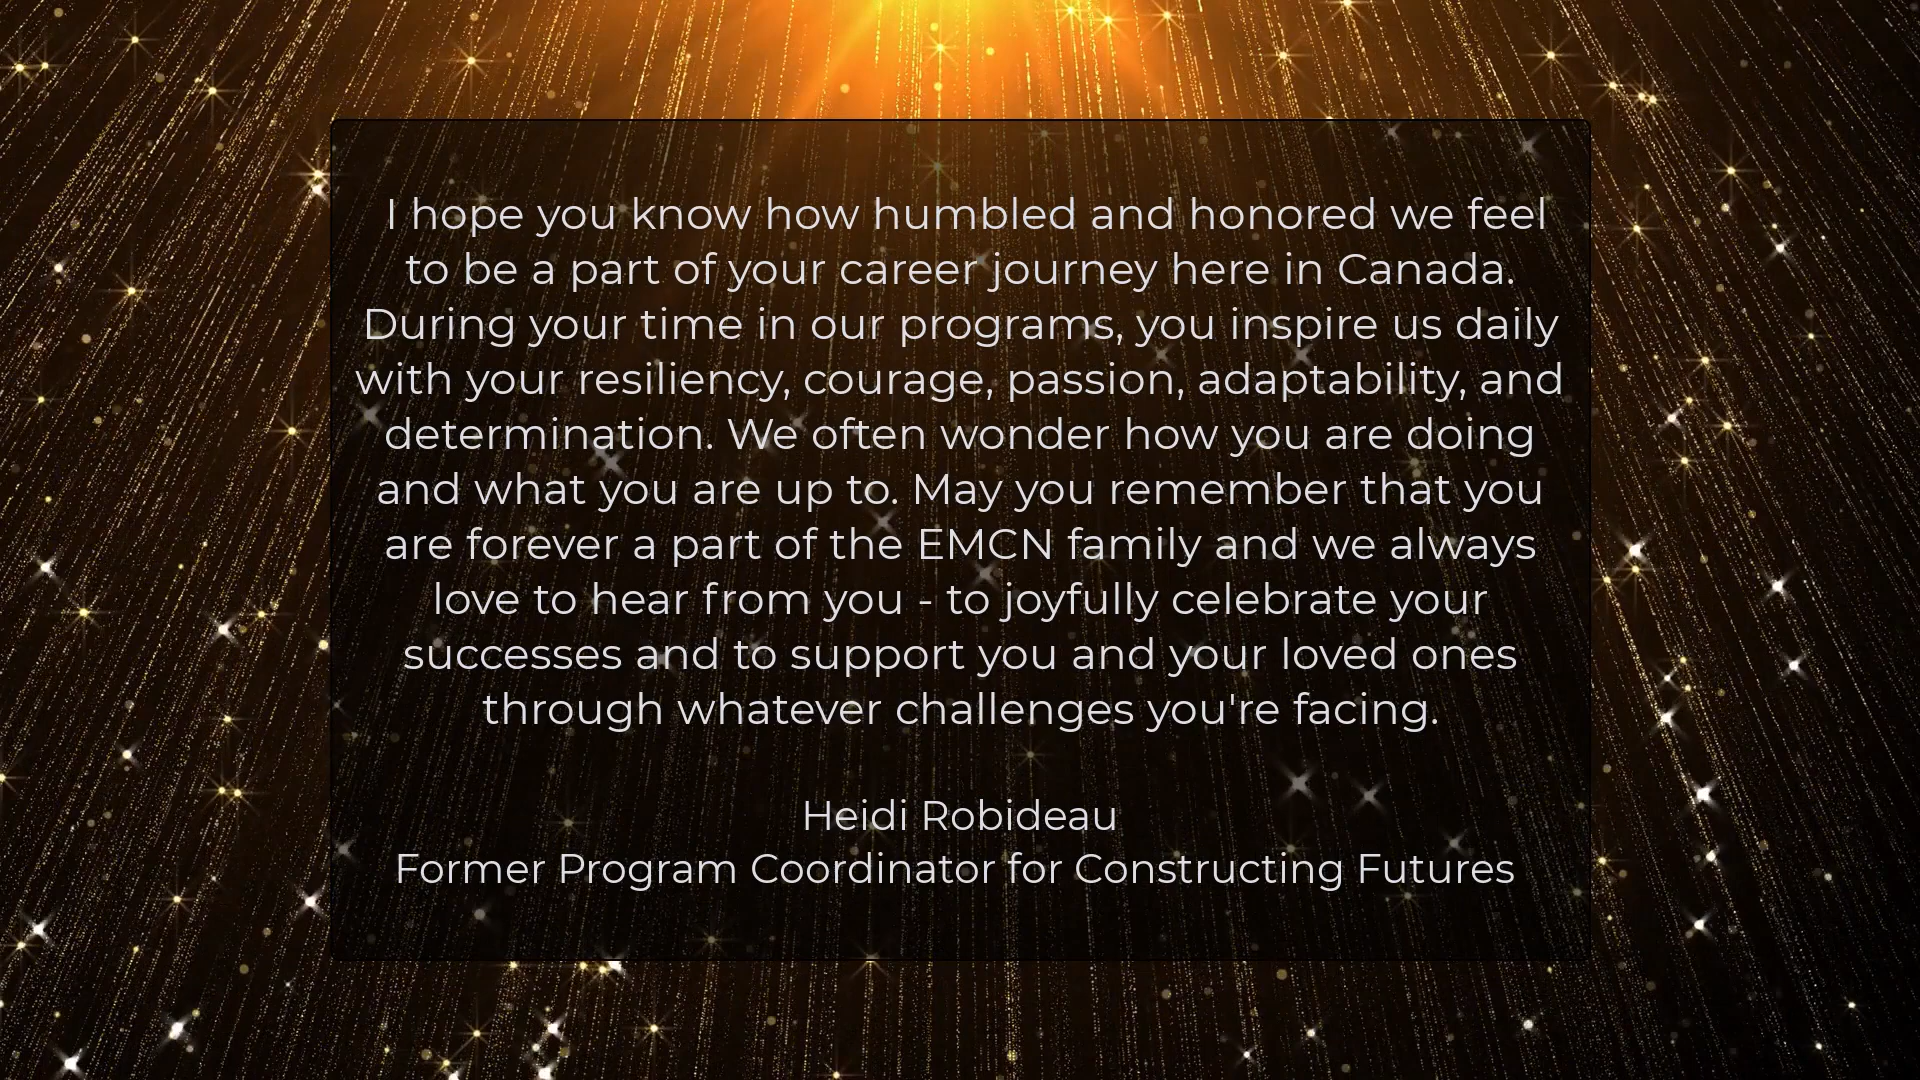 I hope you know how humbled and honored we feel
to be a part of your career journey here in Canada.
During your time in our programs, you inspire us daily
with your resiliency, courage, passion, adaptability, and
determination. We often wonder how you are doing
and what you are up to. May you remember that you
are forever a part of the EMCN family and we always
love to hear from you - to joyfully celebrate your
successes and to support you and your loved ones
through whatever challenges you're facing.
Heidi Robideau
Former Program Coordinator for Constructing Futures